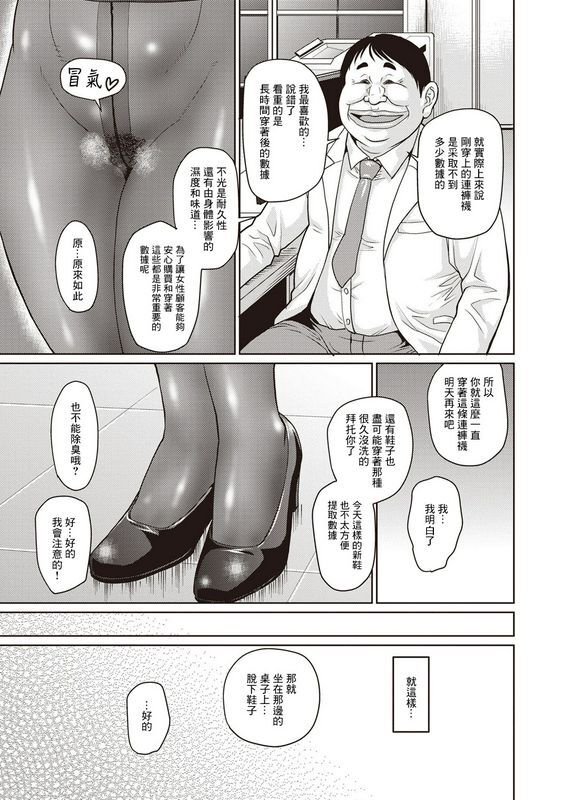 就實際上來說
剛穿上的連褲襪
是采取不到
多少數據的
我最喜歡的…
說錯了
看重的是
長時間穿著後的
數據
冒氣♡
不光是耐久性
還有由身體影響的
濕度和味道…
為了讓女性顧客能夠
安心購買和穿著
這些都是非常重要的
數據呢
原…原來如此
所以
你就這麼一直
穿著這條連褲襪
明天再來吧
我…
我明白了
還有鞋子也
盡可能穿著那種
很久沒洗的
拜托你了
今天這樣的新鞋
也不太方便
提取數據
也不能除臭哦?
好…好的
我會注意的!
就這樣…
那就
坐在那邊的
桌子上…
脫下鞋子
…好的